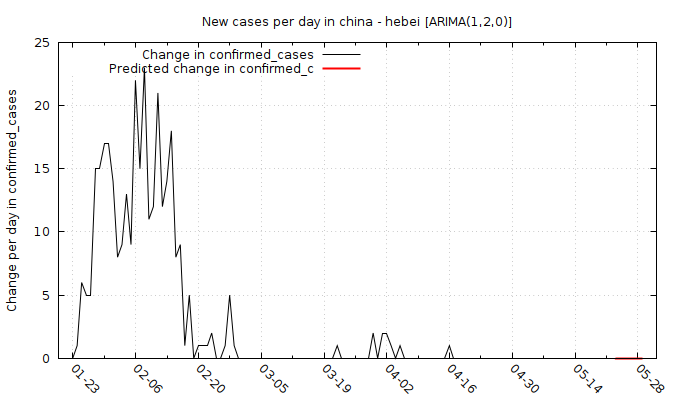 New cases per day in china - hebei [ARIMA(1,2,0)]
Change in confirmed_cases
Predicted change in confirmed_c
Change per day in confirmed_cases
25
20
15
10
5
0
01-23 02-06 02-20 03-05 03-19 04-02 04-16 04-30 05-14 05-28